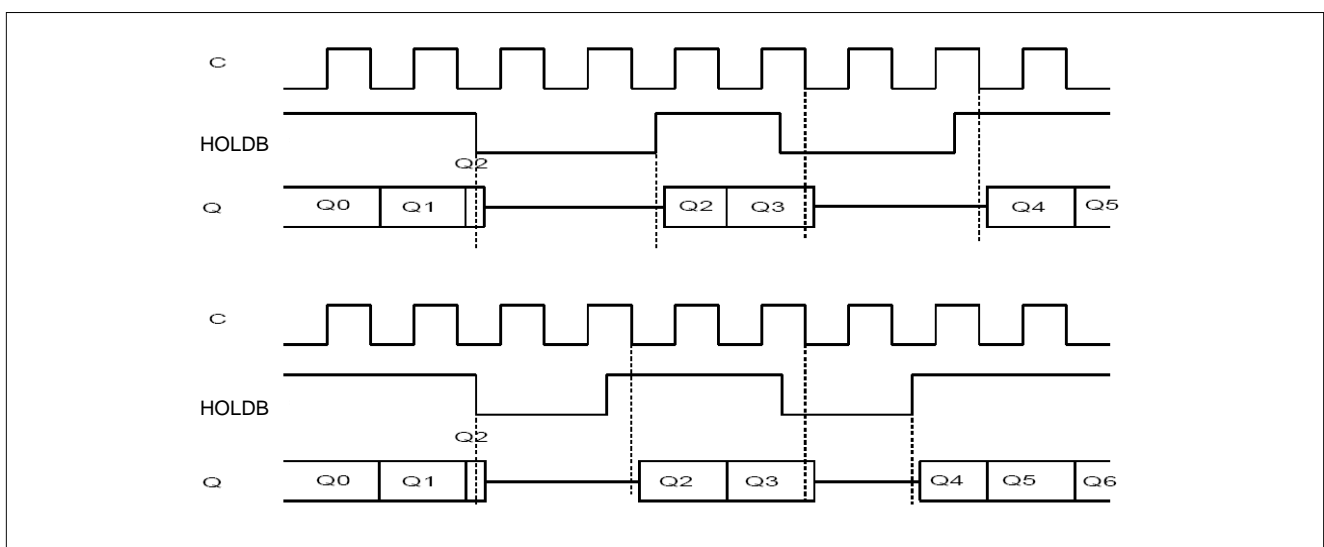 C
HOLDB
Q2
Q Q0 Q1 Q2 Q3 Q4 Q5
C
HOLDB
Q2
Q Q0 Q1 Q2 Q3 Q4 Q5 Q6